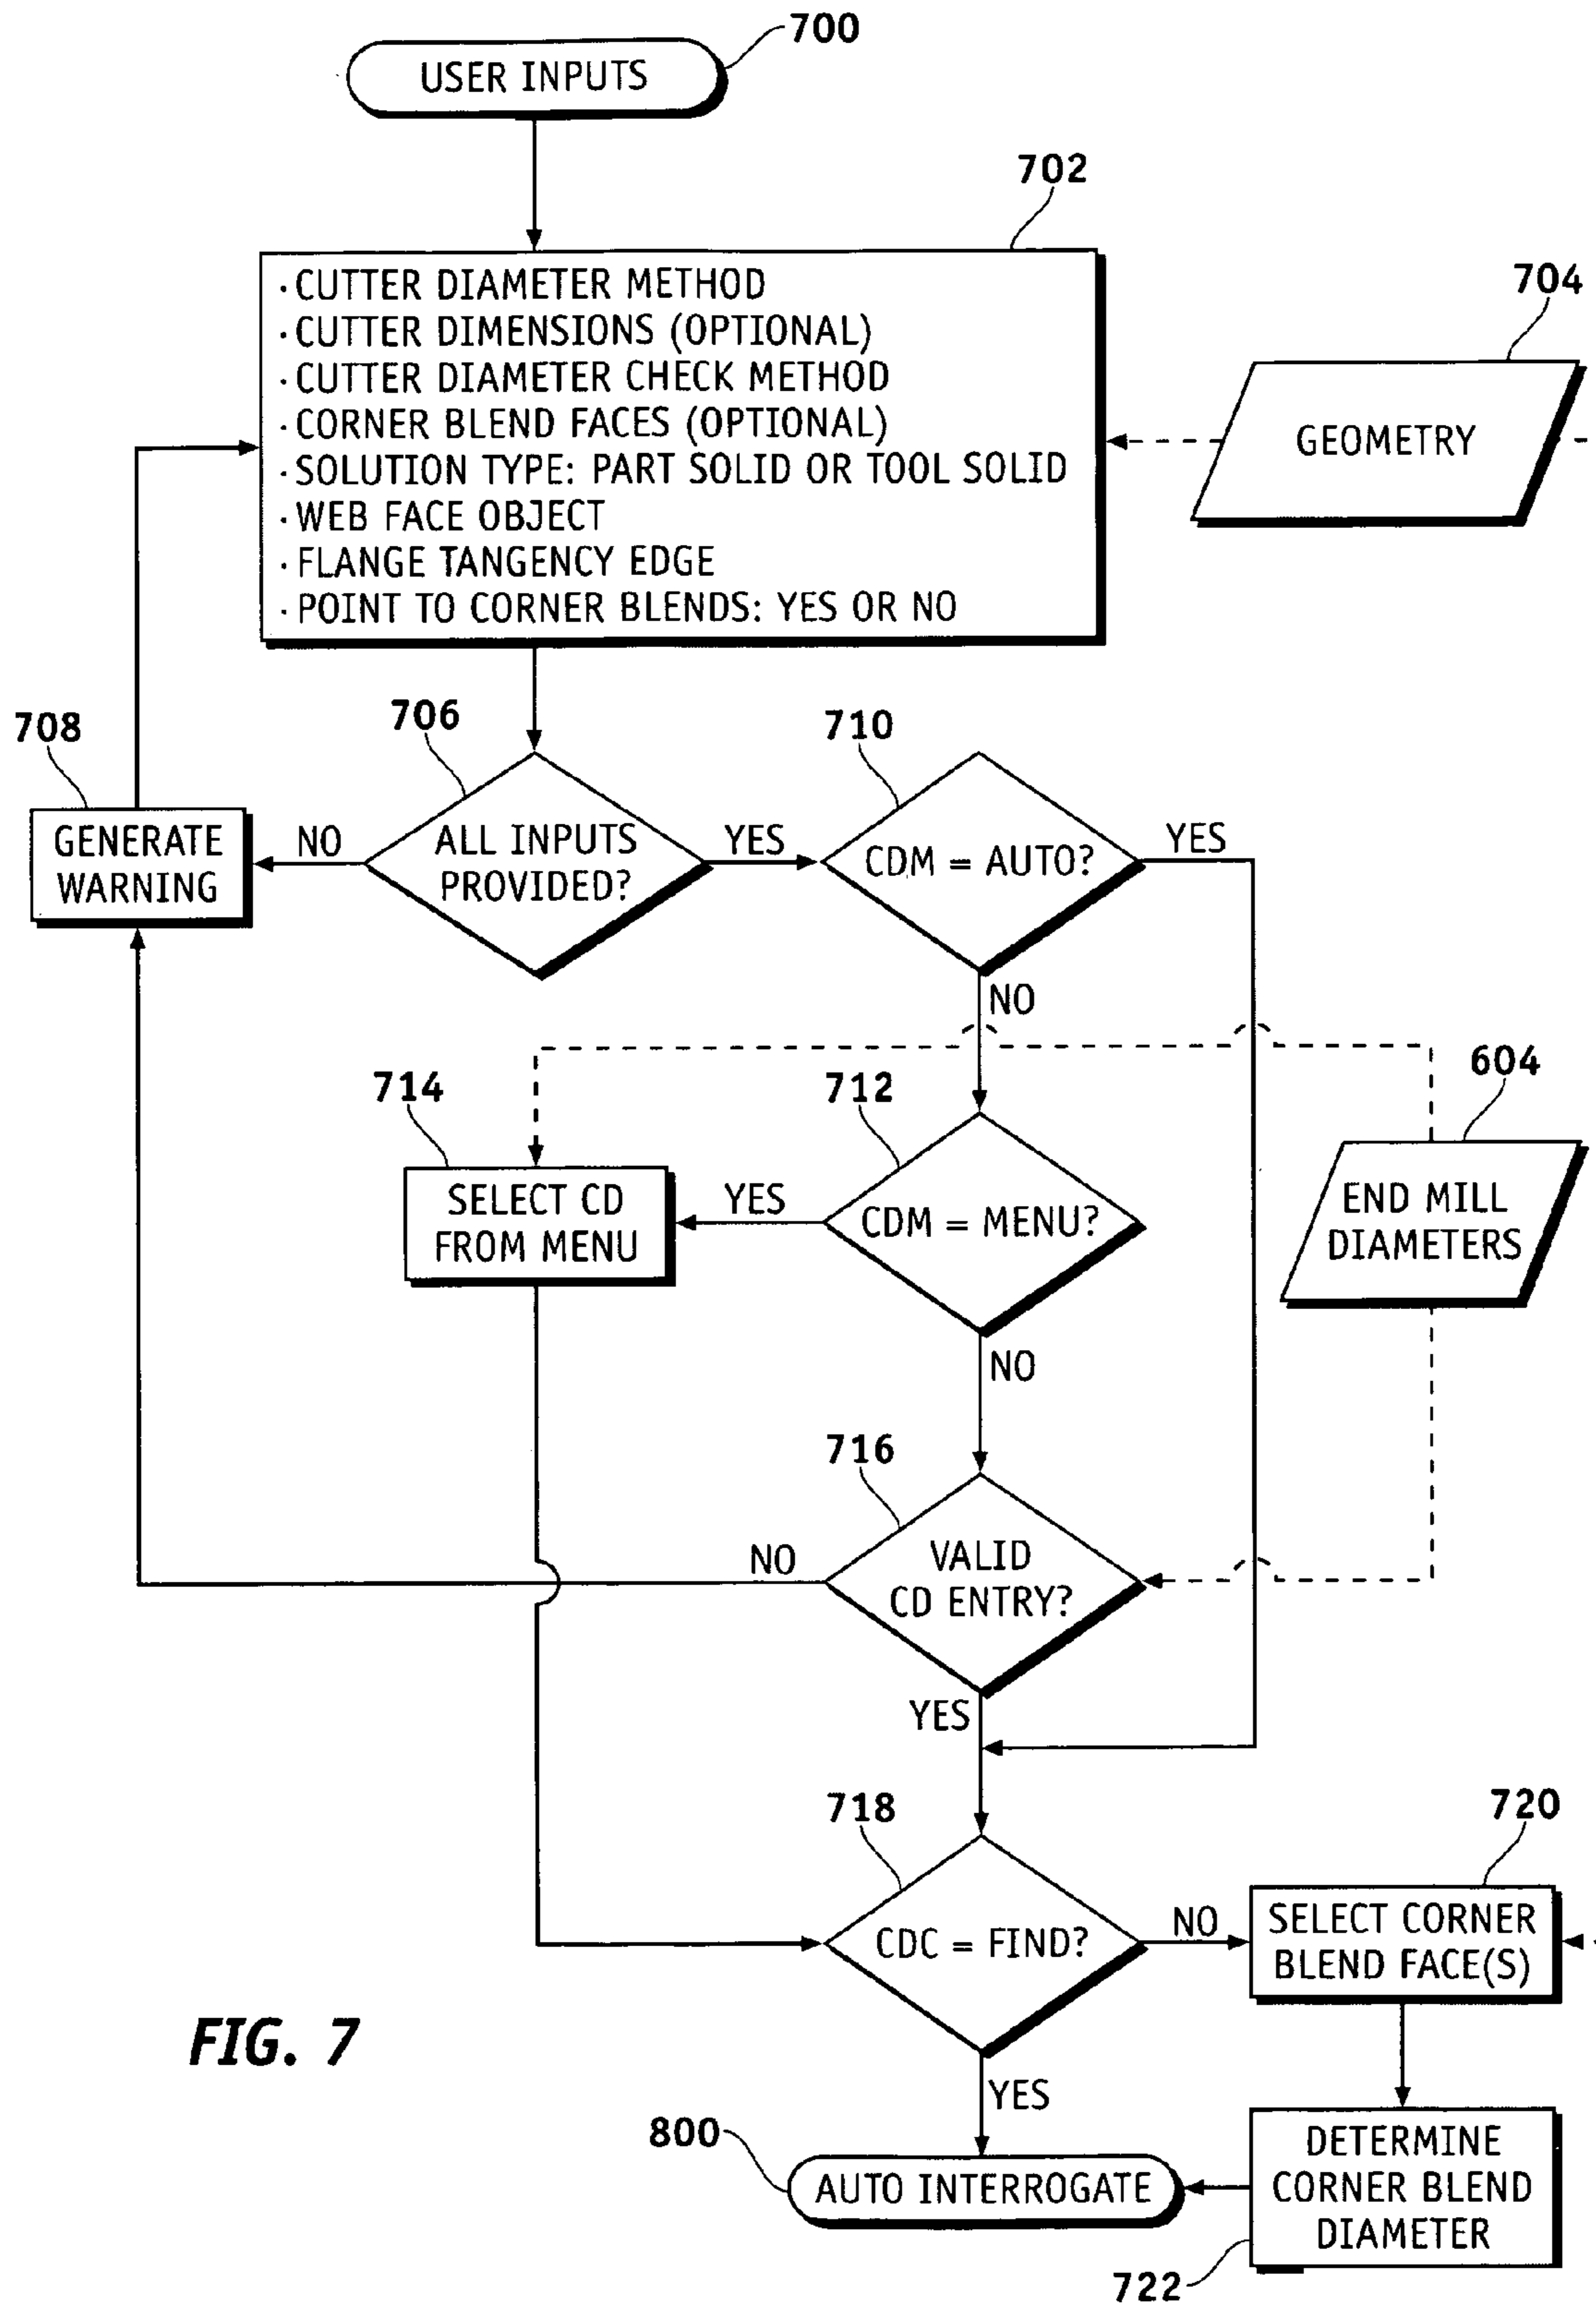 700
USER INPUTS
702
· CUTTER DIAMETER METHOD
· CUTTER DIMENSIONS (OPTIONAL)
· CUTTER DIAMETER CHECK METHOD
· CORNER BLEND FACES (OPTIONAL)
· SOLUTION TYPE: PART SOLID OR TOOL SOLID
· WEB FACE OBJECT
· FLANGE TANGENCY EDGE
· POINT TO CORNER BLENDS: YES OR NO
704
GEOMETRY
706
ALL INPUTS
PROVIDED?
NO
YES
708
GENERATE
WARNING
710
CDM = AUTO?
YES
NO
712
CDM = MENU?
YES
NO
714
SELECT CD
FROM MENU
604
END MILL
DIAMETERS
716
VALID
CD ENTRY?
NO
YES
718
CDC = FIND?
NO
YES
720
SELECT CORNER
BLEND FACE(S)
DETERMINE
CORNER BLEND
DIAMETER
722
800
AUTO INTERROGATE
FIG. 7